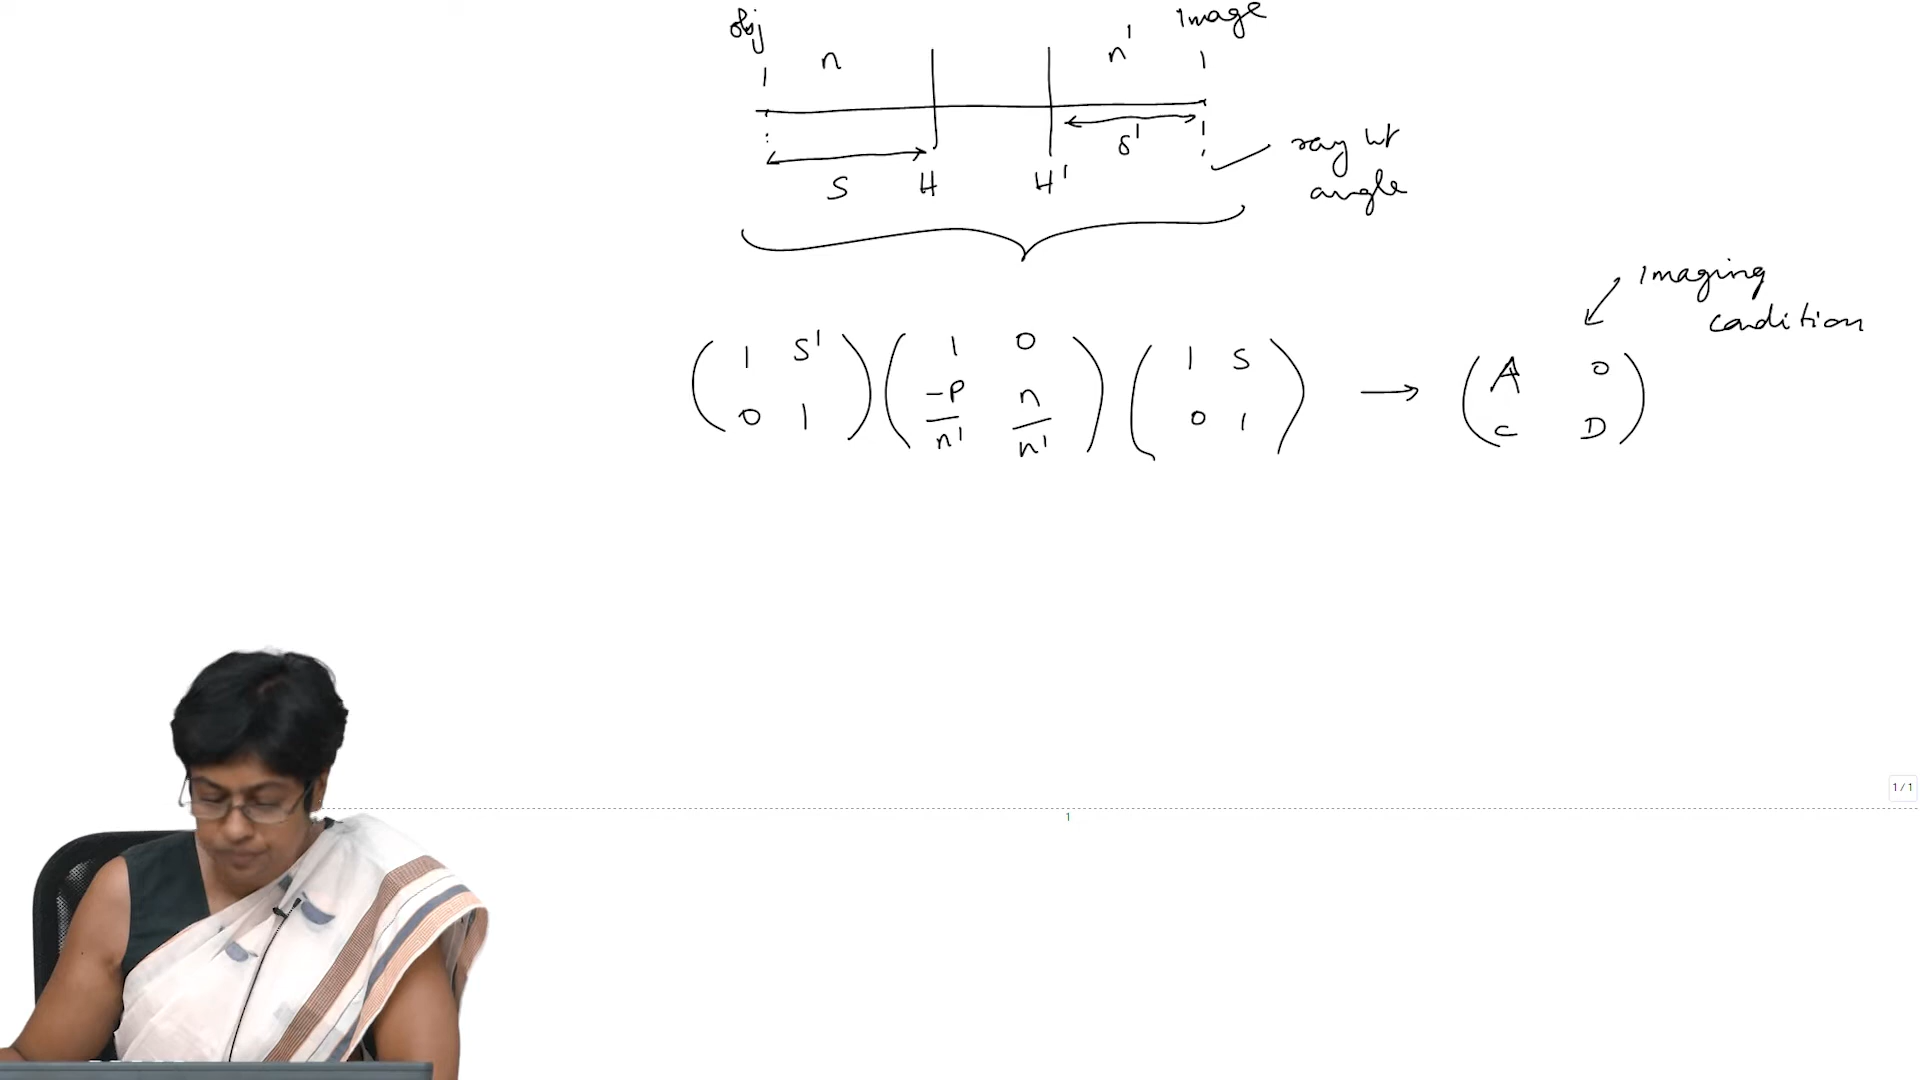 obj
Image
n
n'
S
H
H'
s'
ray ht
angle
Imaging
condition
( 1 S' ) ( 1 0 ) ( 1 S ) → ( A 0 )
( 0 1 ) ( -P/n' n/n' ) ( 0 1 ) ( C D )
1 / 1
1